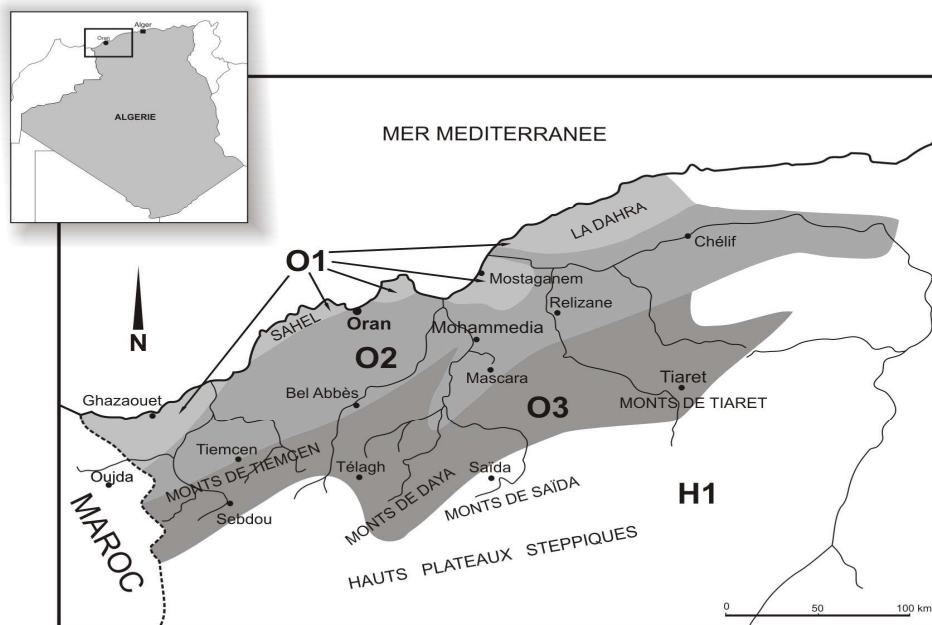 Alger
Oran
ALGERIE
MER MEDITERRANEE
LA DAHRA
O1
Chélif
Mostaganem
N
SAHEL
Relizane
Oran
Mohammedia
O2
Bel Abbès
Mascara
Tiaret
MONTS DE TIARET
Ghazaouet
O3
Tiemcen
MONTS DE TIEMCEN
Télagh
Saïda
Oujda
MONTS DE DAYA
MONTS DE SAÏDA
H1
Sebdou
MAROC
HAUTS PLATEAUX STEPPIQUES
0 50 100 km